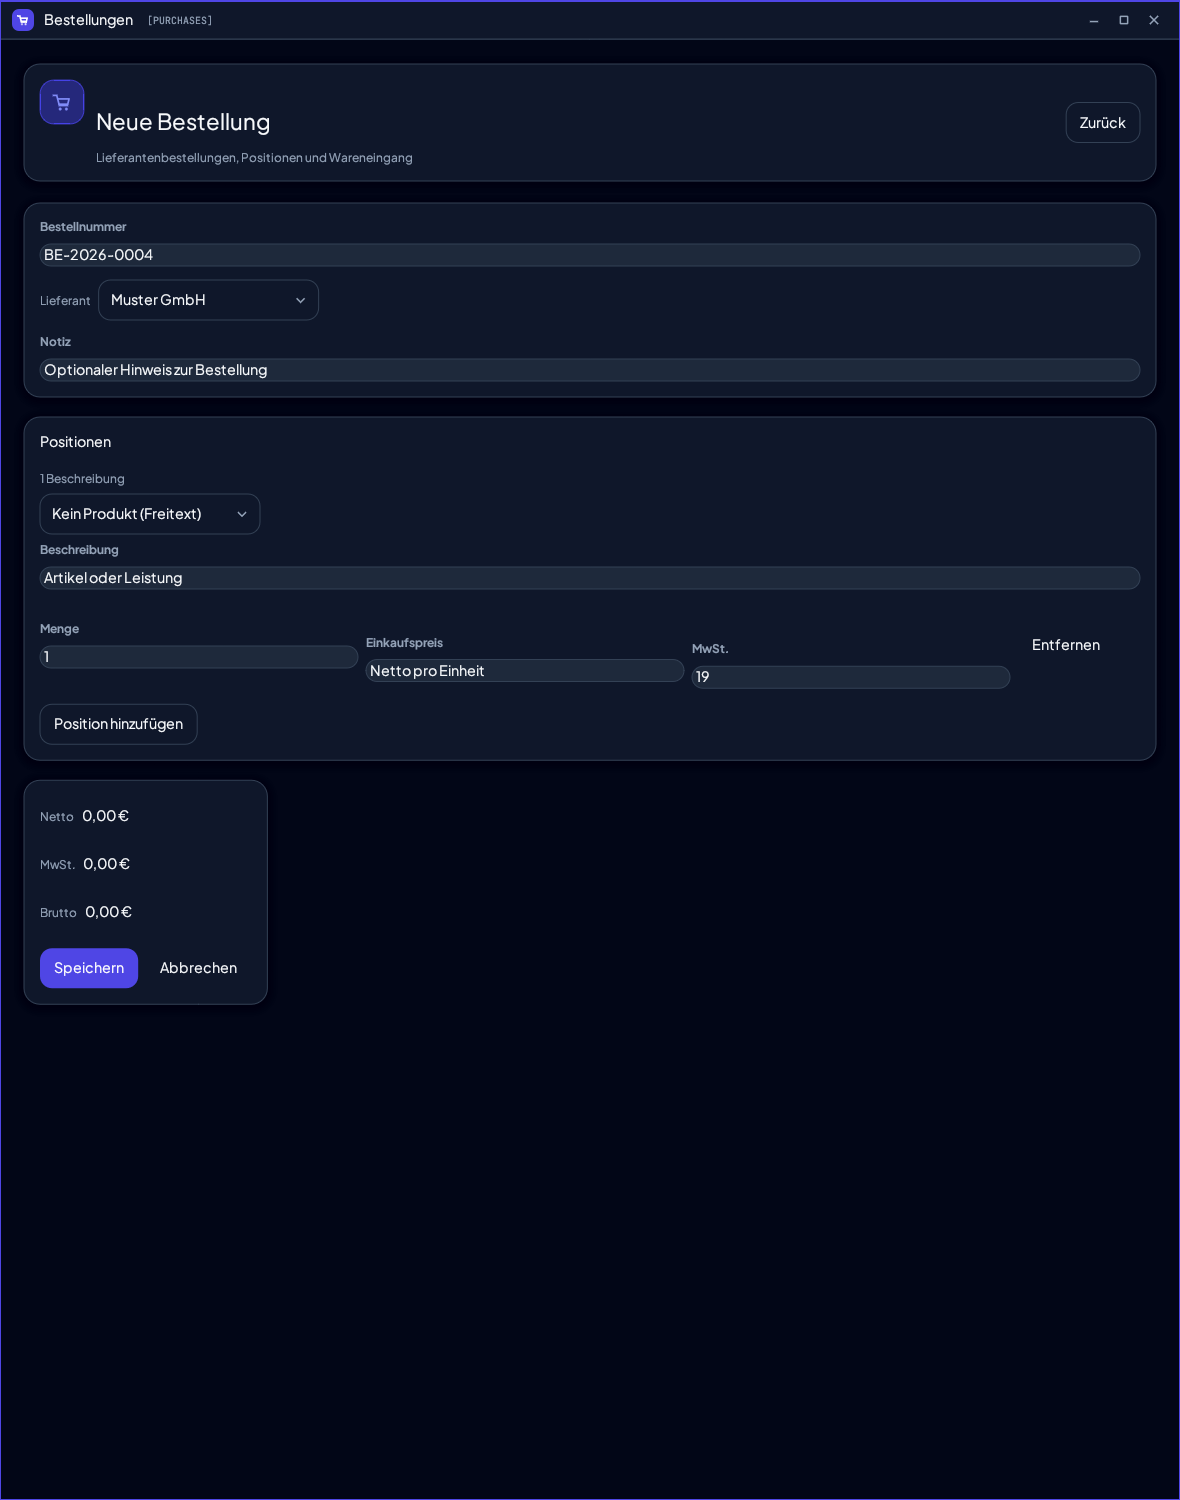 Bestellungen [PURCHASES]
Neue Bestellung
Zurück
Lieferantenbestellungen, Positionen und Wareneingang
Bestellnummer
BE-2026-0004
Lieferant Muster GmbH
Notiz
Optionaler Hinweis zur Bestellung
Positionen
1 Beschreibung
Kein Produkt (Freitext)
Beschreibung
Artikel oder Leistung
Menge
1
Einkaufspreis
Netto pro Einheit
MwSt.
19
Entfernen
Position hinzufügen
Netto 0,00 €
MwSt. 0,00 €
Brutto 0,00 €
Speichern Abbrechen